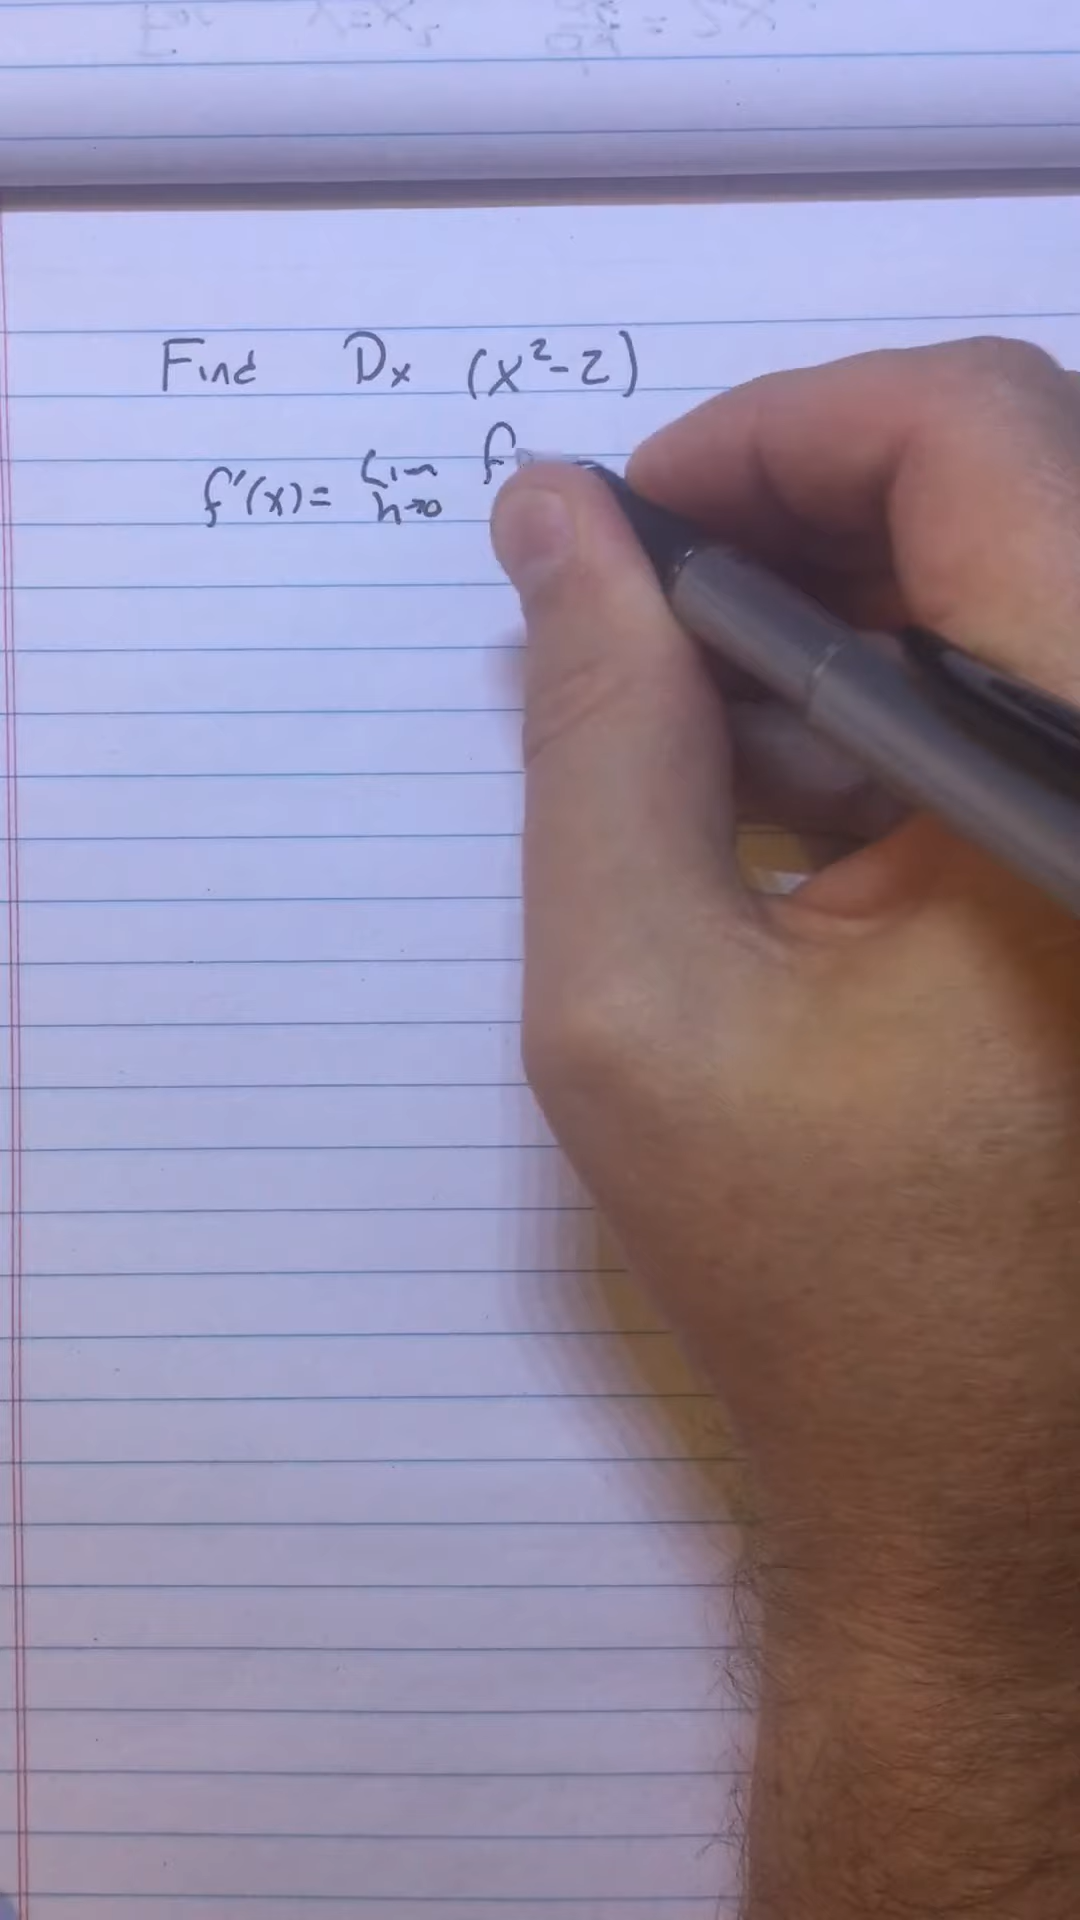 Find Dx (x²-2)
f'(x) = lim h→0 f